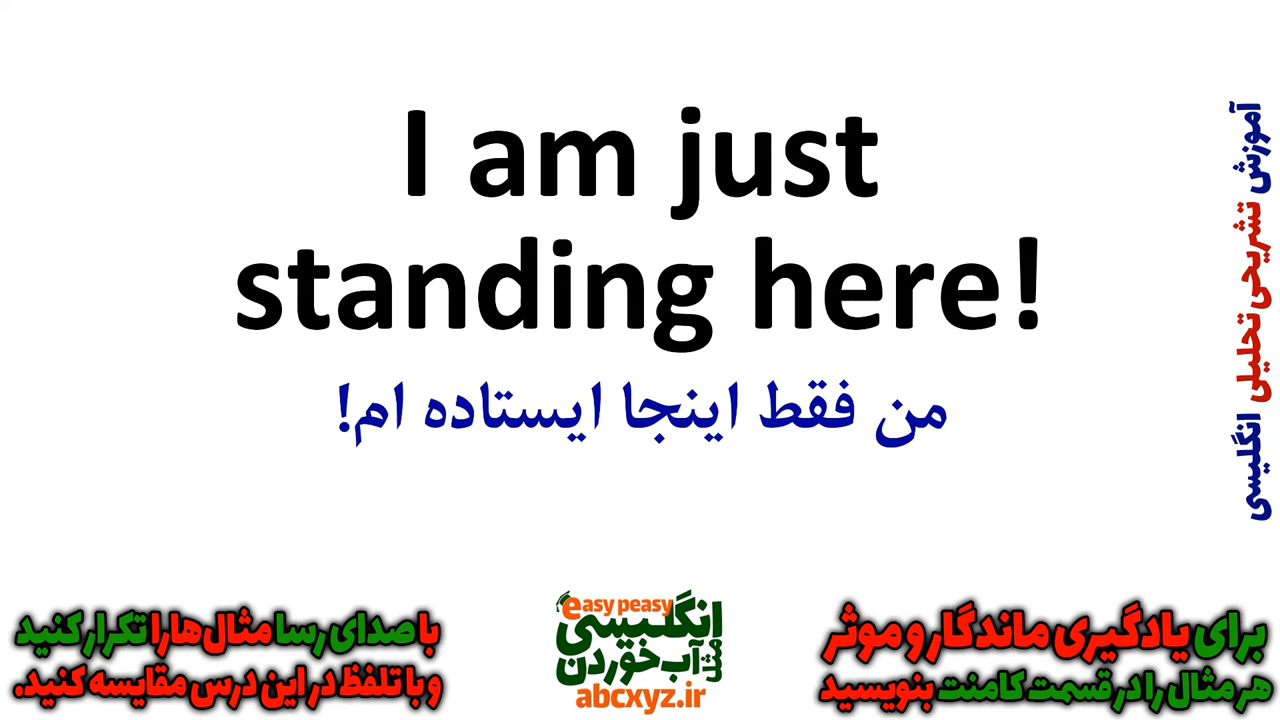 I am just
standing here!
من فقط اینجا ایستاده ام!
آموزش تشریحی تحلیلی انگلیسی
با صدای رسا مثال‌ها را تکرار کنید
و با تلفظ در این درس مقایسه کنید.
easy peasy
انگلیسی
مثل آب خوردن
abcxyz.ir
برای یادگیری ماندگار و موثر
هر مثال را در قسمت کامنت بنویسید